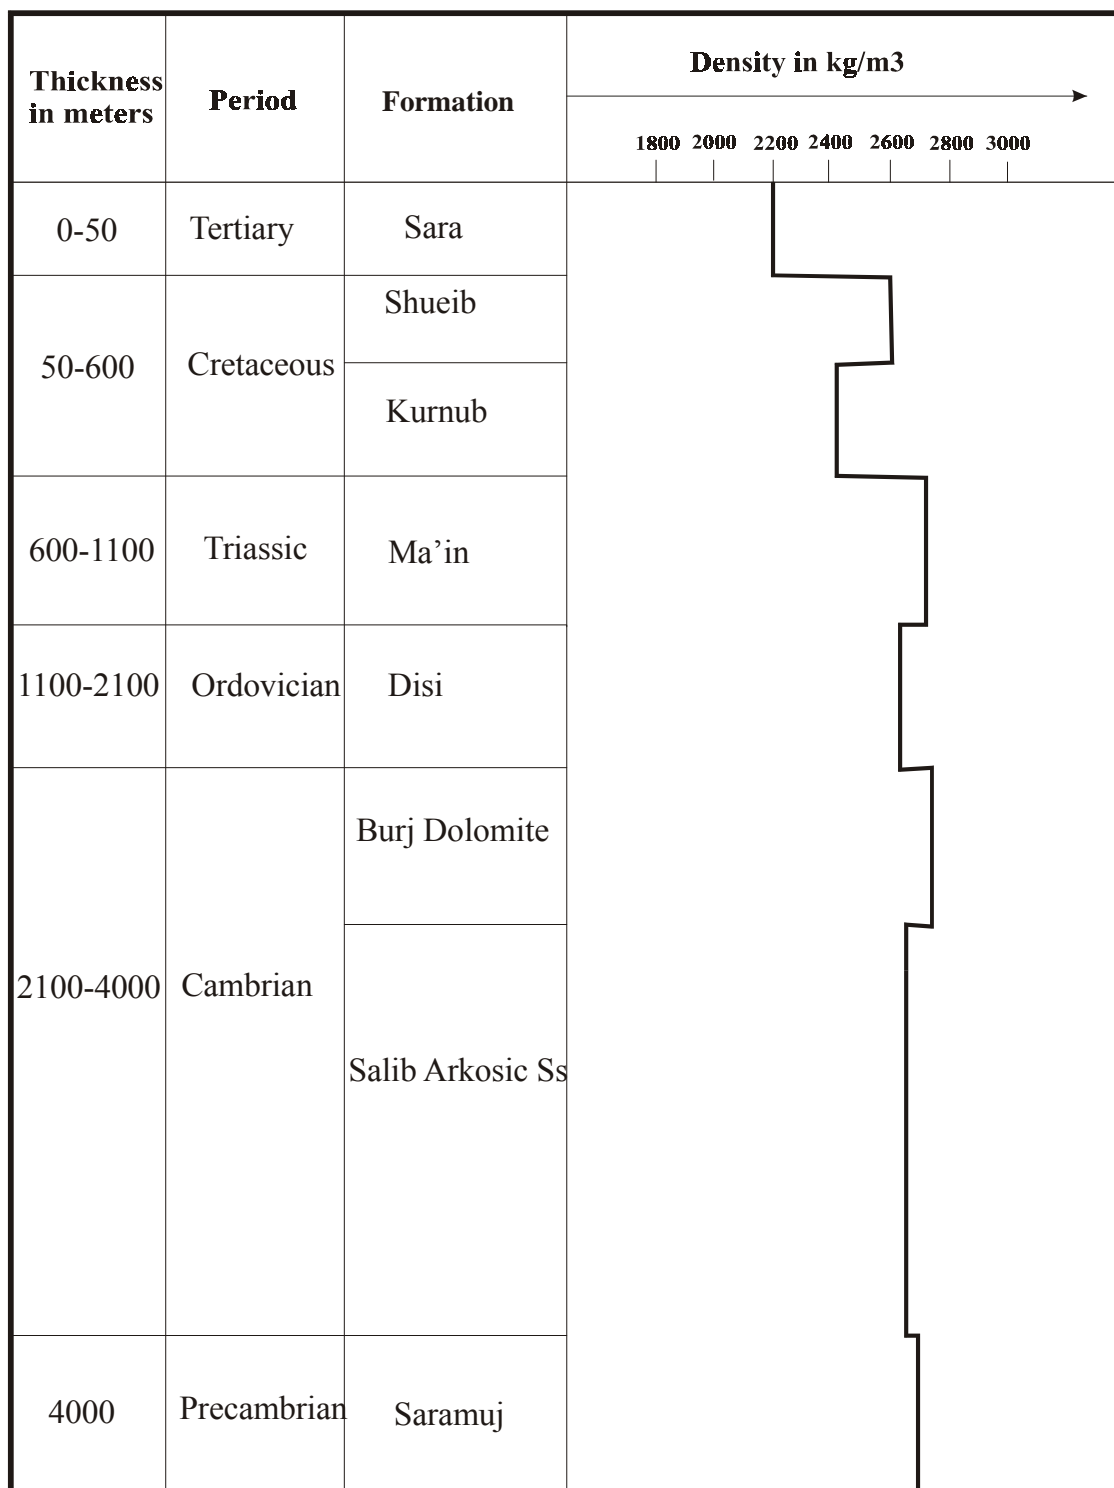 Thickness
in meters
Period
Formation
Density in kg/m3
1800 2000 2200 2400 2600 2800 3000
0-50
Tertiary
Sara
50-600
Cretaceous
Shueib
Kurnub
600-1100
Triassic
Ma’in
1100-2100
Ordovician
Disi
2100-4000
Cambrian
Burj Dolomite
Salib Arkosic Ss
4000
Precambrian
Saramuj